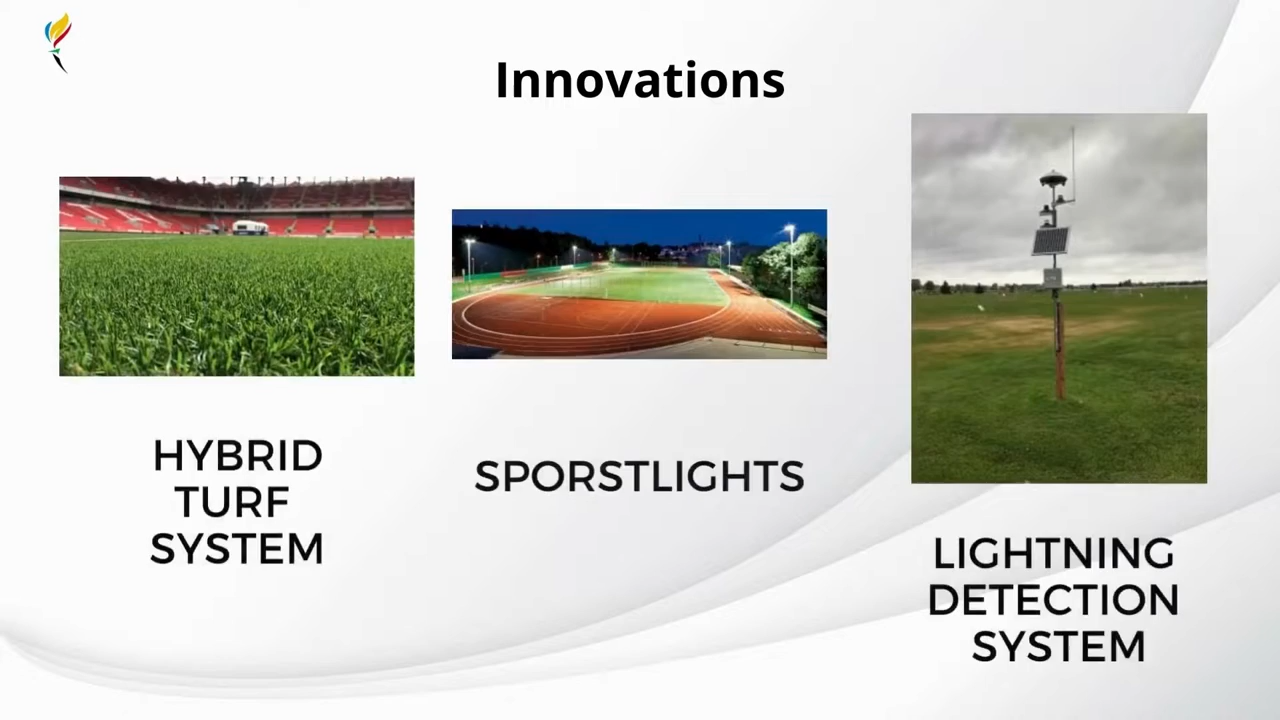 Innovations
HYBRID
TURF
SYSTEM
SPORSTLIGHTS
LIGHTNING
DETECTION
SYSTEM